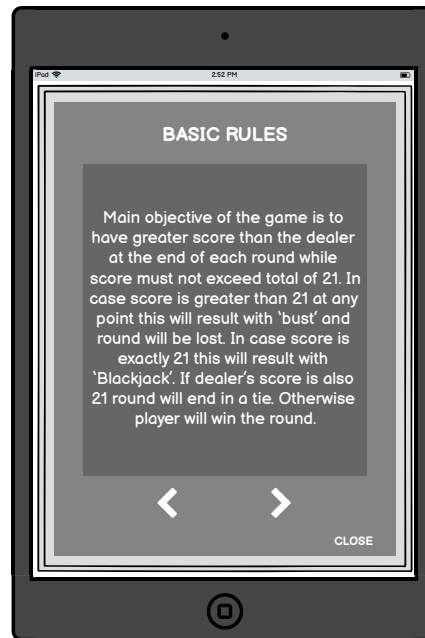 iPad 2:52 PM
BASIC RULES
Main objective of the game is to
have greater score than the dealer
at the end of each round while
score must not exceed total of 21. In
case score is greater than 21 at any
point this will result with ‘bust’ and
round will be lost. In case score is
exactly 21 this will result with
‘Blackjack’. If dealer’s score is also
21 round will end in a tie. Otherwise
player will win the round.
CLOSE